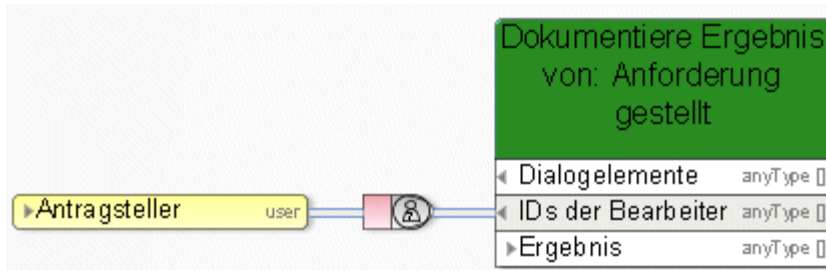 Dokumentiere Ergebnis
von: Anforderung
gestellt
Dialogelemente anyType []
Antragsteller user
IDs der Bearbeiter anyType []
Ergebnis anyType []